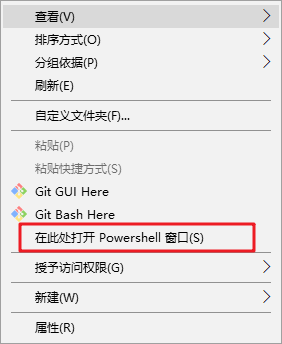 查看(V)
排序方式(O)
分组依据(P)
刷新(E)
自定义文件夹(F)...
粘贴(P)
粘贴快捷方式(S)
Git GUI Here
Git Bash Here
在此处打开 Powershell 窗口(S)
授予访问权限(G)
新建(W)
属性(R)